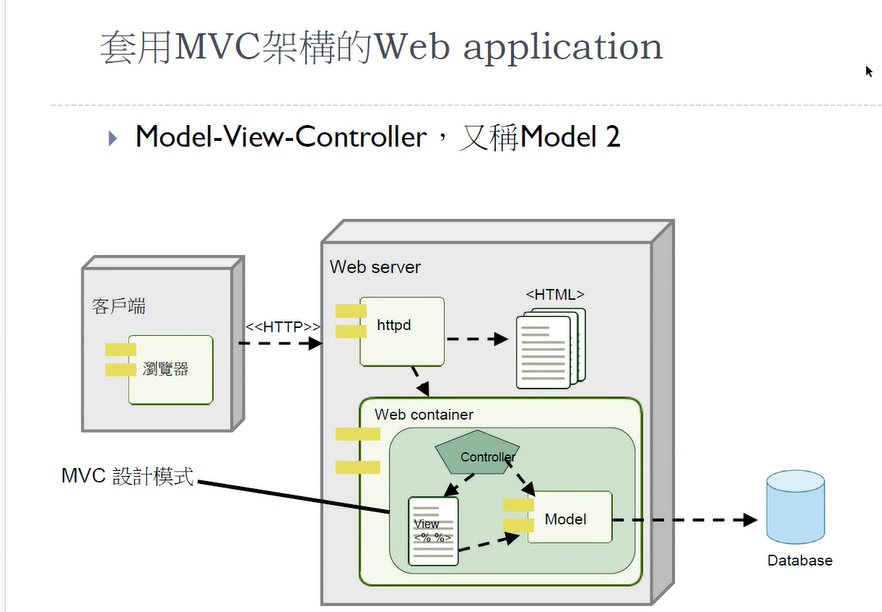 套用MVC架構的Web application
Model-View-Controller，又稱Model 2
Web server
客戶端
<<HTTP>>
httpd
<HTML>
瀏覽器
Web container
Controller
MVC 設計模式
View
<% %>
Model
Database